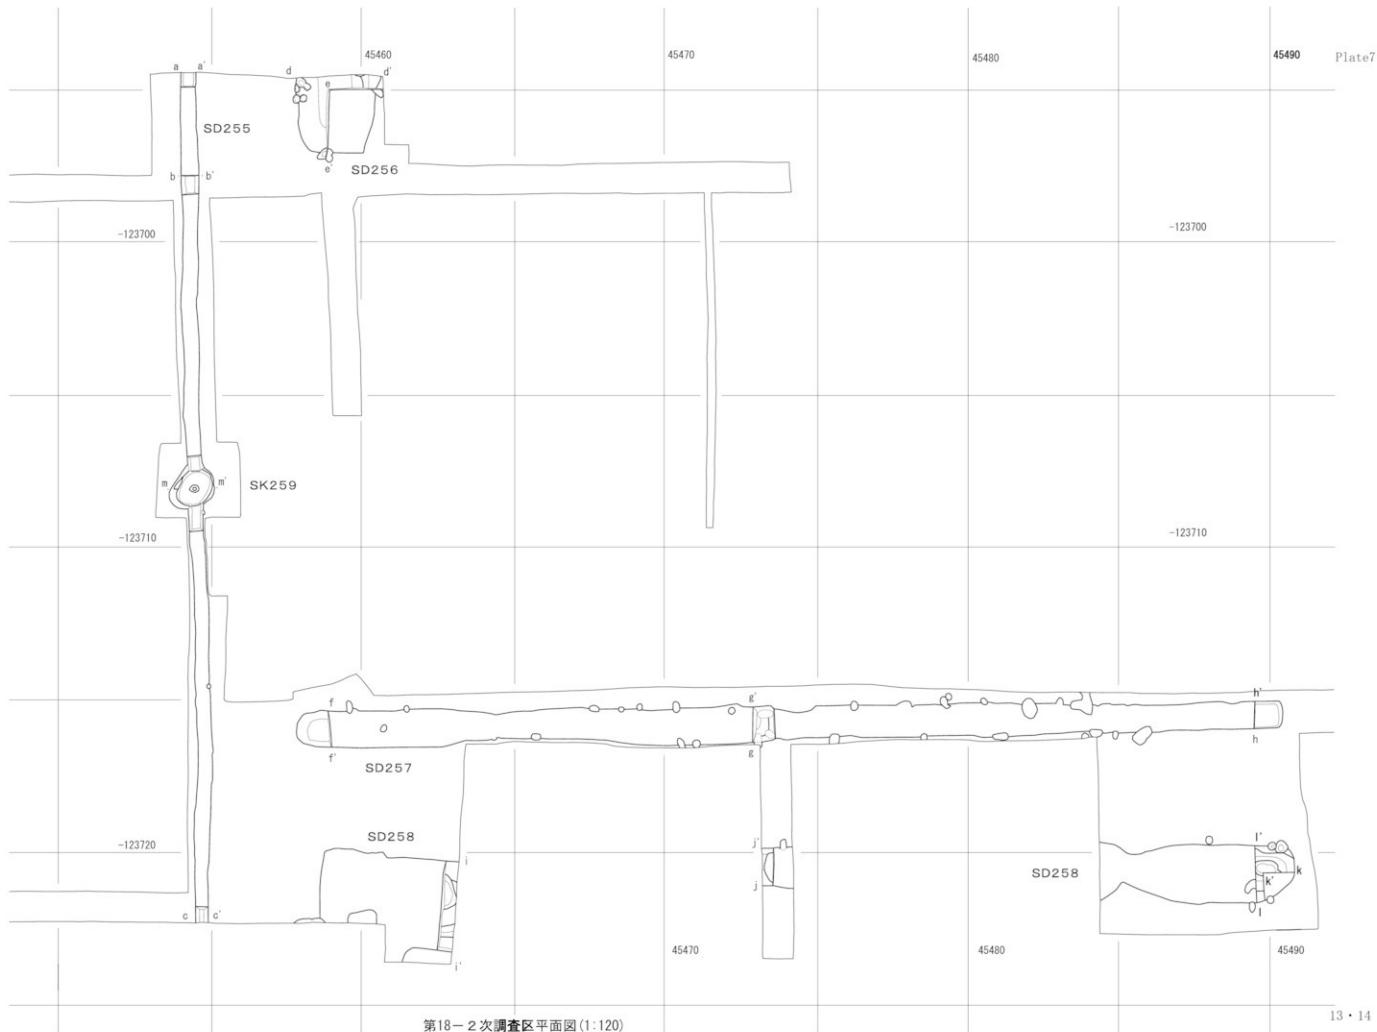 45460
45470
45480
45490
Plate7
a a' d e d'
SD255
e'
SD256
b b'
-123700
-123700
m m'
SK259
-123710
-123710
f g' h'
f' g h
SD257
SD258
-123720
i
j'
j
SD258
l'
k
k'
l
c c'
i'
45470
45480
45490
第18－2次調査区平面図(1:120)
13・14